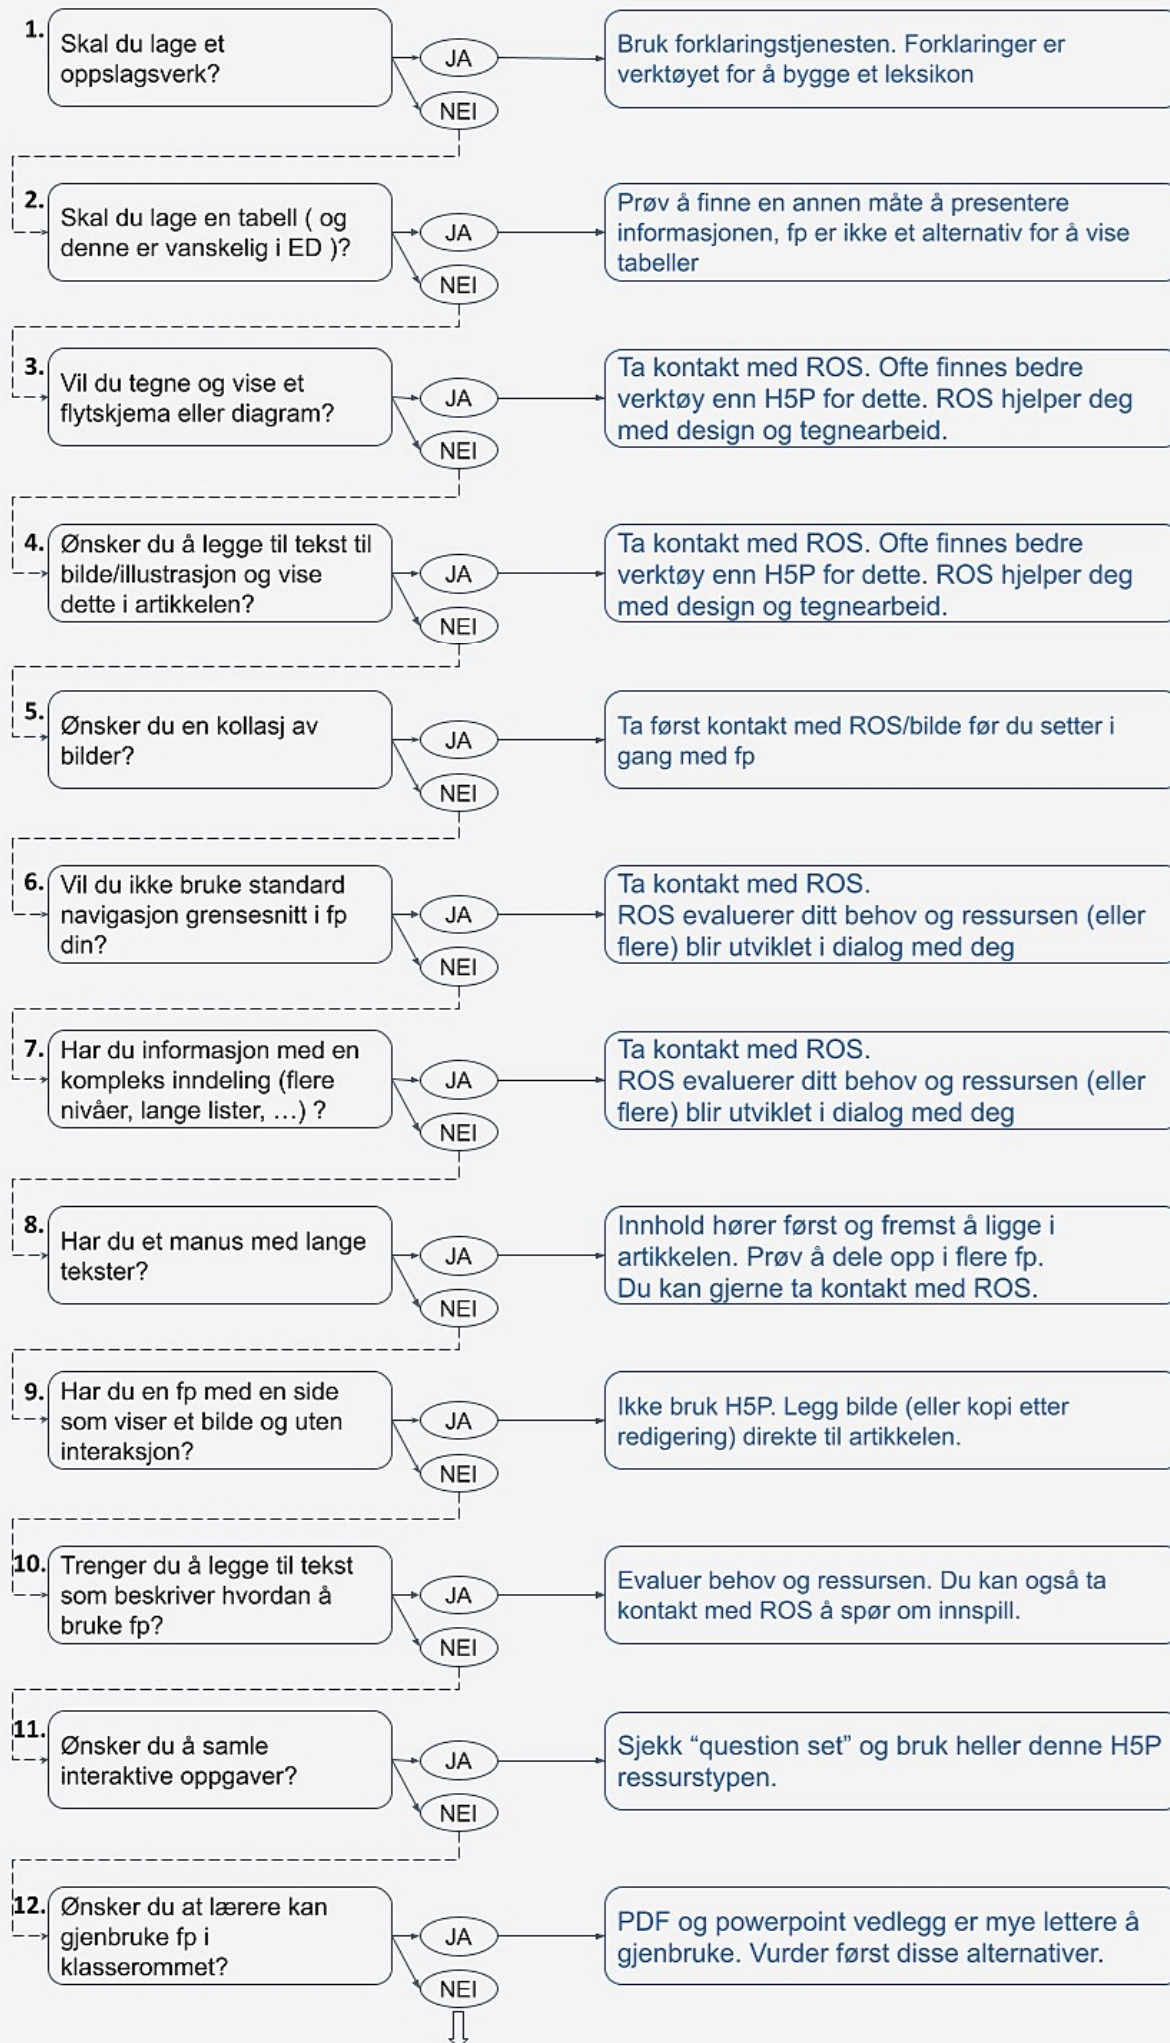 1.
Skal du lage et
oppslagsverk?
JA
NEI
Bruk forklaringstjenesten. Forklaringer er
verktøyet for å bygge et leksikon
2.
Skal du lage en tabell ( og
denne er vanskelig i ED )?
JA
NEI
Prøv å finne en annen måte å presentere
informasjonen, fp er ikke et alternativ for å vise
tabeller
3.
Vil du tegne og vise et
flytskjema eller diagram?
JA
NEI
Ta kontakt med ROS. Ofte finnes bedre
verktøy enn H5P for dette. ROS hjelper deg
med design og tegnearbeid.
4.
Ønsker du å legge til tekst til
bilde/illustrasjon og vise
dette i artikkelen?
JA
NEI
Ta kontakt med ROS. Ofte finnes bedre
verktøy enn H5P for dette. ROS hjelper deg
med design og tegnearbeid.
5.
Ønsker du en kollasj av
bilder?
JA
NEI
Ta først kontakt med ROS/bilde før du setter i
gang med fp
6.
Vil du ikke bruke standard
navigasjon grensesnitt i fp
din?
JA
NEI
Ta kontakt med ROS.
ROS evaluerer ditt behov og ressursen (eller
flere) blir utviklet i dialog med deg
7.
Har du informasjon med en
kompleks inndeling (flere
nivåer, lange lister, ...) ?
JA
NEI
Ta kontakt med ROS.
ROS evaluerer ditt behov og ressursen (eller
flere) blir utviklet i dialog med deg
8.
Har du et manus med lange
tekster?
JA
NEI
Innhold hører først og fremst å ligge i
artikkelen. Prøv å dele opp i flere fp.
Du kan gjerne ta kontakt med ROS.
9.
Har du en fp med en side
som viser et bilde og uten
interaksjon?
JA
NEI
Ikke bruk H5P. Legg bilde (eller kopi etter
redigering) direkte til artikkelen.
10.
Trenger du å legge til tekst
som beskriver hvordan å
bruke fp?
JA
NEI
Evaluer behov og ressursen. Du kan også ta
kontakt med ROS å spør om innspill.
11.
Ønsker du å samle
interaktive oppgaver?
JA
NEI
Sjekk “question set” og bruk heller denne H5P
ressurstypen.
12.
Ønsker du at lærere kan
gjenbruke fp i
klasserommet?
JA
NEI
PDF og powerpoint vedlegg er mye lettere å
gjenbruke. Vurder først disse alternativer.